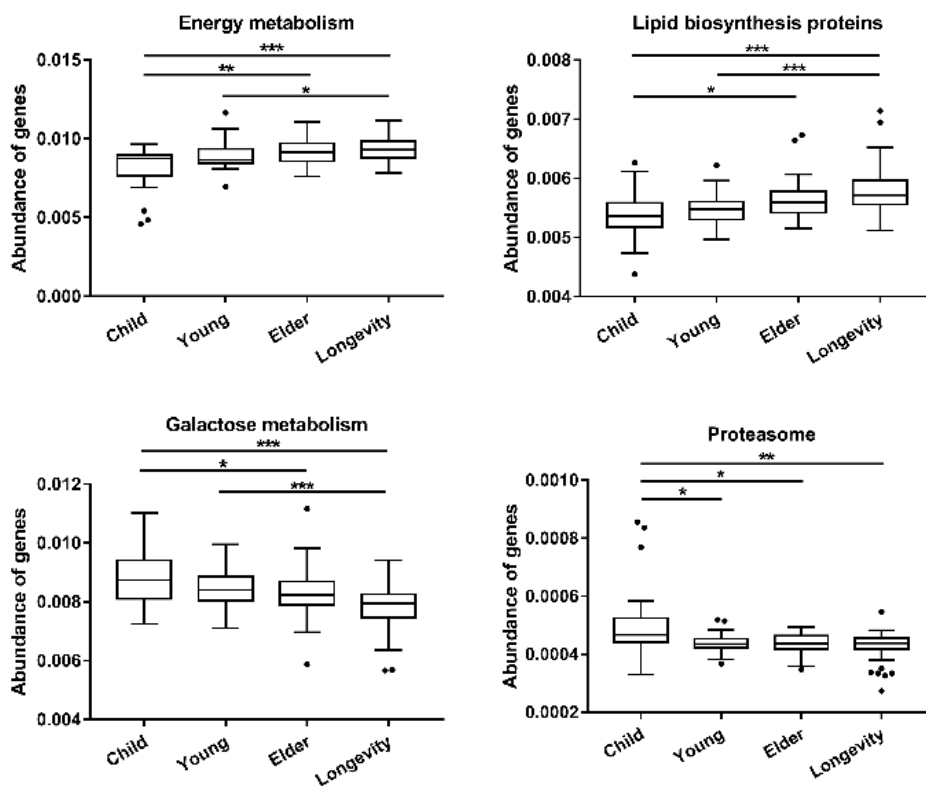 Energy metabolism
***
**
*
0.015
0.010
0.005
0.000
Abundance of genes
Child
Young
Elder
Longevity
Lipid biosynthesis proteins
***
***
*
0.008
0.007
0.006
0.005
0.004
Abundance of genes
Child
Young
Elder
Longevity
Galactose metabolism
***
*
***
0.012
0.010
0.008
0.006
0.004
Abundance of genes
Child
Young
Elder
Longevity
Proteasome
**
*
*
0.0010
0.0008
0.0006
0.0004
0.0002
Abundance of genes
Child
Young
Elder
Longevity